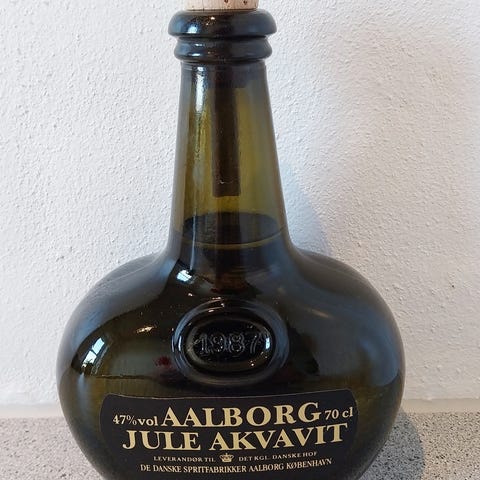 1987
47%vol AALBORG 70 cl
JULE AKVAVIT
LEVERANDØR TIL DET KGL. DANSKE HOF
DE DANSKE SPRITFABRIKKER AALBORG KØBENHAVN